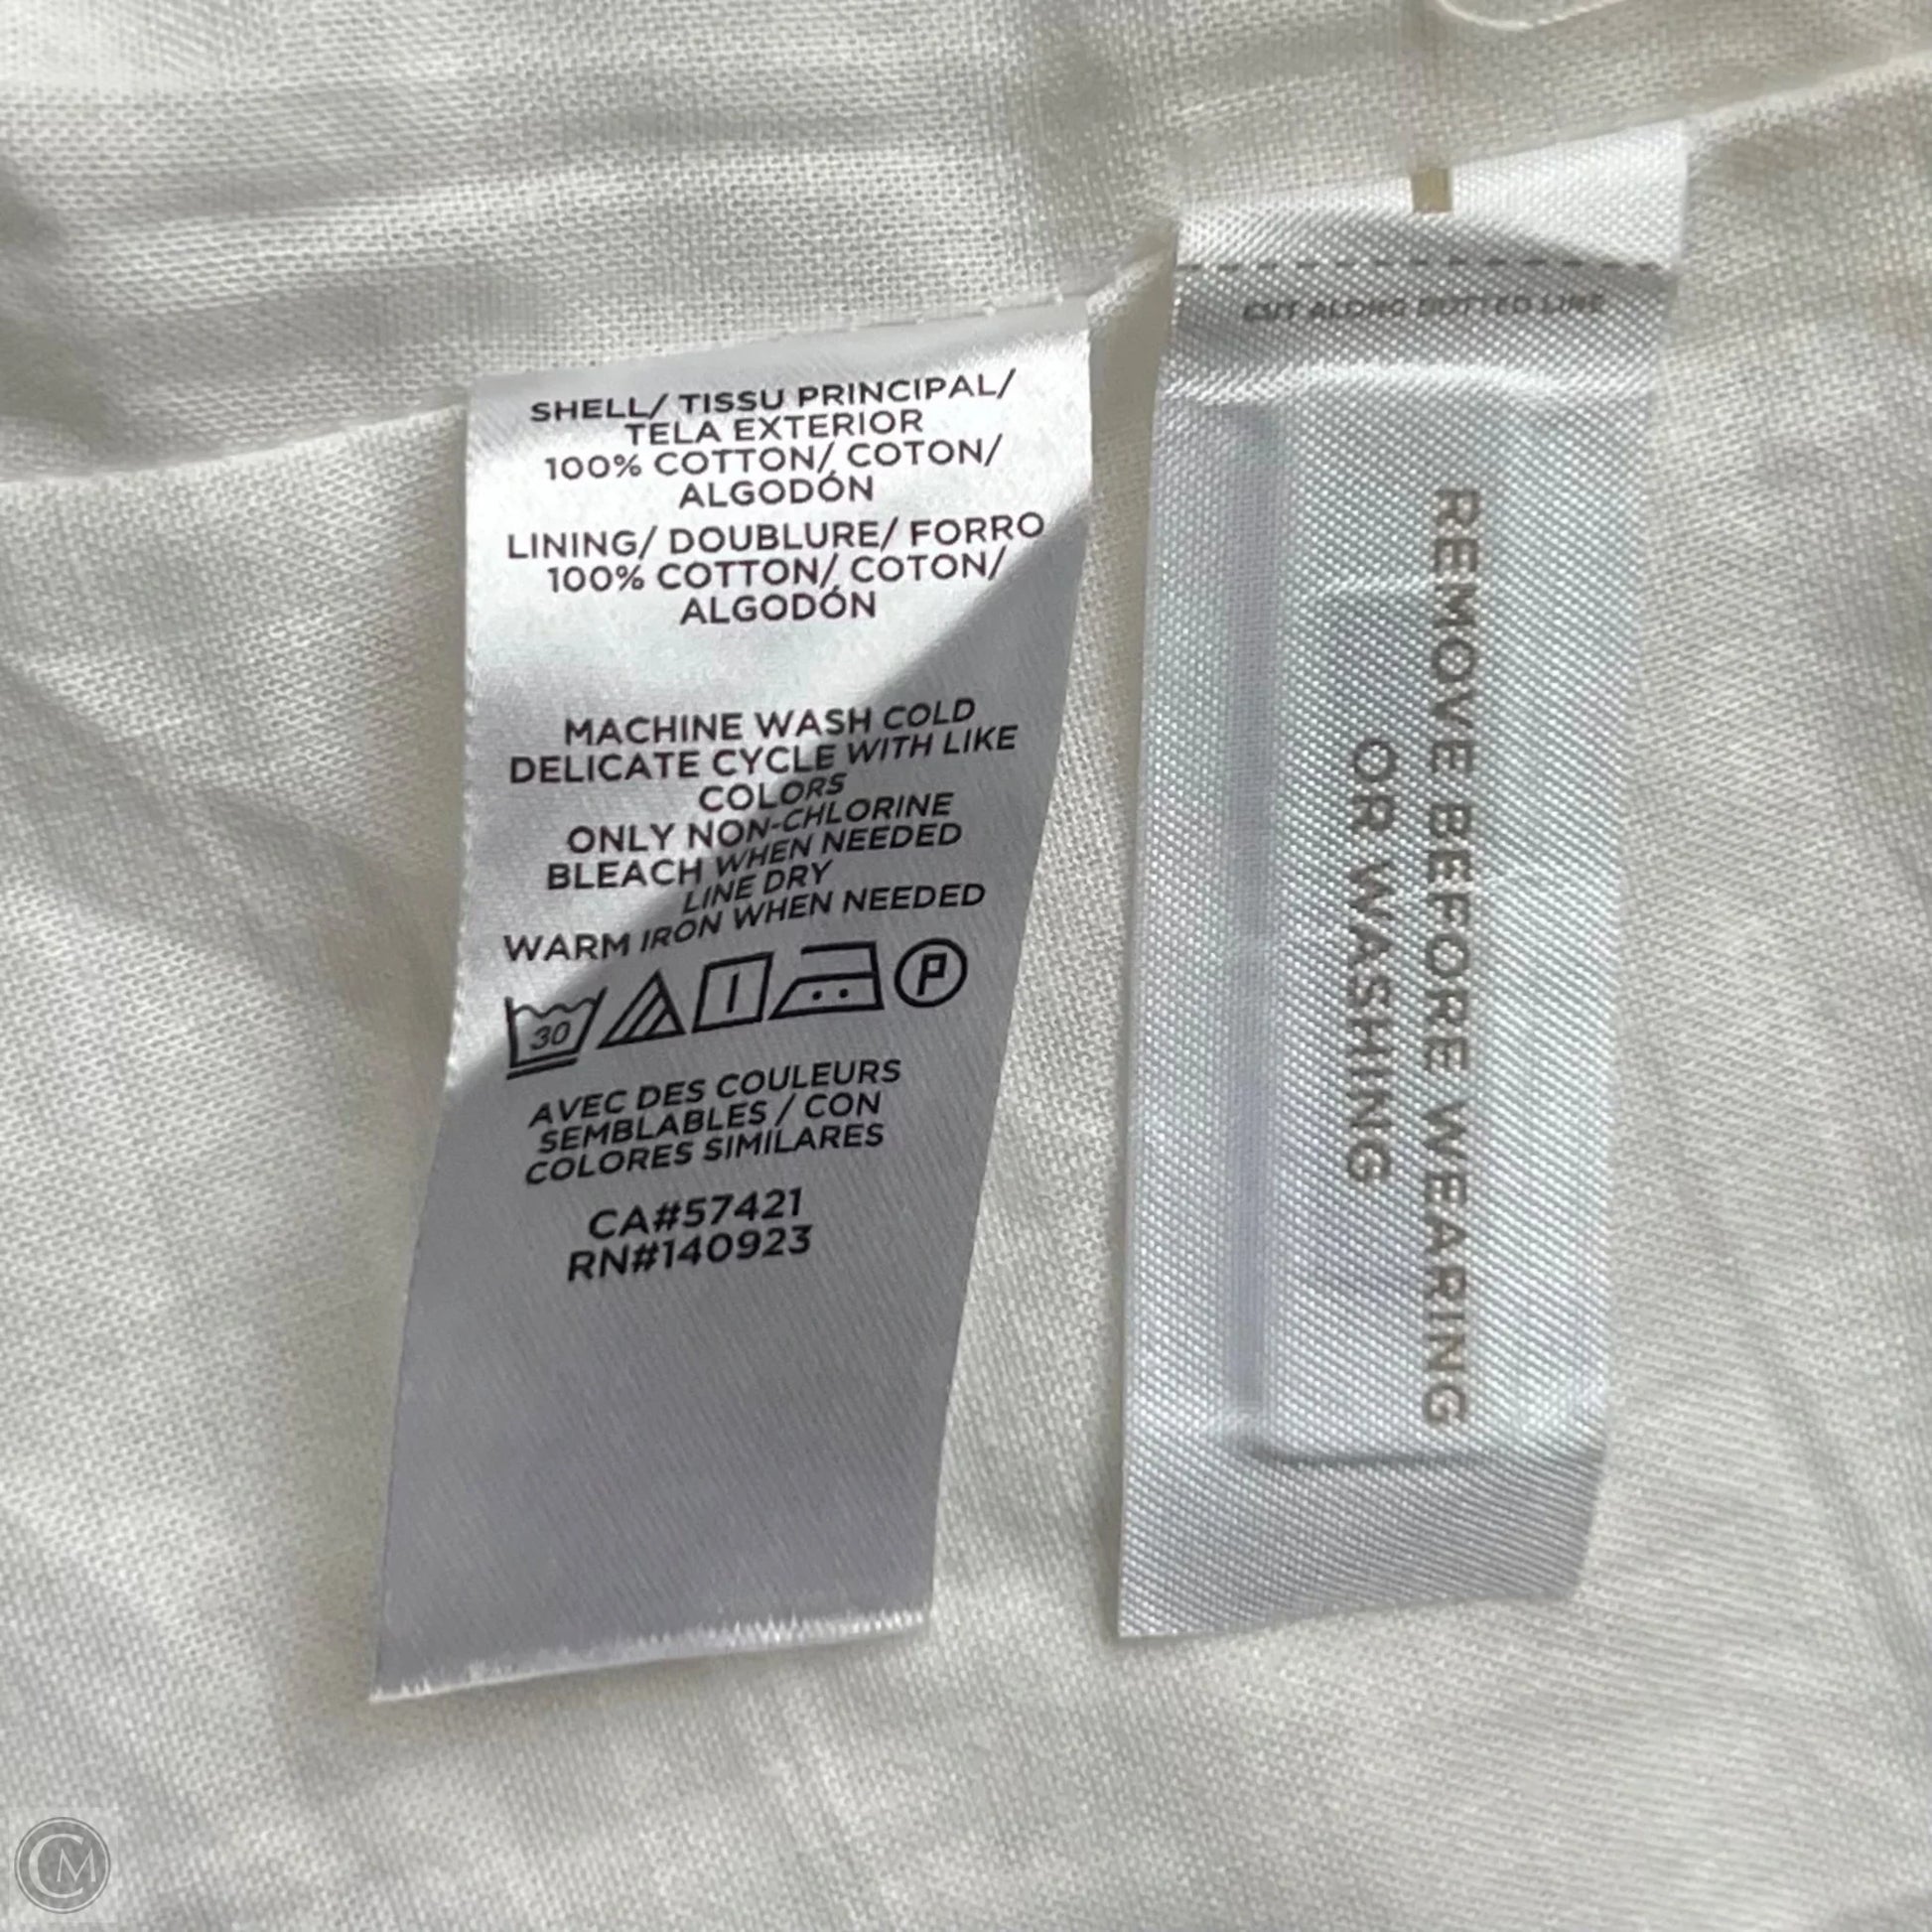 SHELL/ TISSU PRINCIPAL/
TELA EXTERIOR
100% COTTON/ COTON/
ALGODÓN
LINING/ DOUBLURE/ FORRO
100% COTTON/ COTON/
ALGODÓN
MACHINE WASH COLD
DELICATE CYCLE WITH LIKE
COLORS
ONLY NON-CHLORINE
BLEACH WHEN NEEDED
LINE DRY
WARM IRON WHEN NEEDED
30
P
AVEC DES COULEURS
SEMBLABLES / CON
COLORES SIMILARES
CA#57421
RN#140923
CUT ALONG DOTTED LINE
REMOVE BEFORE WEARING
OR WASHING
CM